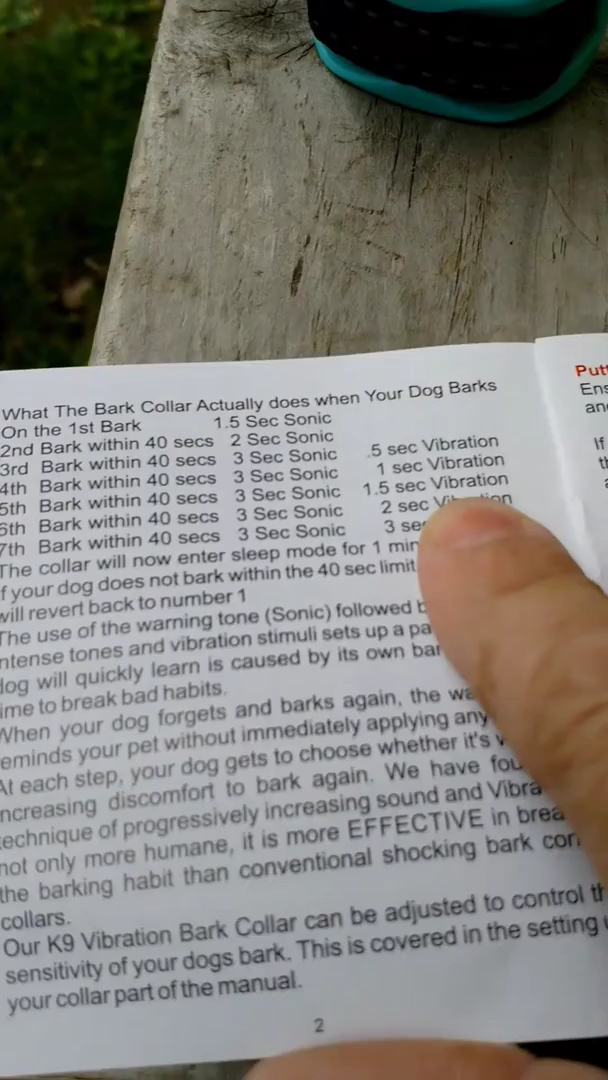 What The Bark Collar Actually does when Your Dog Barks
On the 1st Bark 1.5 Sec Sonic
2nd Bark within 40 secs 2 Sec Sonic
3rd Bark within 40 secs 3 Sec Sonic .5 sec Vibration
4th Bark within 40 secs 3 Sec Sonic 1 sec Vibration
5th Bark within 40 secs 3 Sec Sonic 1.5 sec Vibration
6th Bark within 40 secs 3 Sec Sonic 2 sec
7th Bark within 40 secs 3 Sec Sonic 3
The collar will now enter sleep mode for 1
your dog does not bark within the 40 sec limit
will revert back to number 1
The use of the warning tone (Sonic) followed
tones and vibration stimuli sets up a
will quickly learn is caused by its own
to break bad habits.
When your dog forgets and barks again, the
your pet without immediately applying any
At each step, your dog gets to choose whether it's
discomfort to bark again. We have
of progressively increasing sound and
not only more humane, it is more EFFECTIVE in
the barking habit than conventional shocking bark
collars.
Our K9 Vibration Bark Collar can be adjusted to control
sensitivity of your dogs bark. This is covered in the setting
your collar part of the manual.
2
If